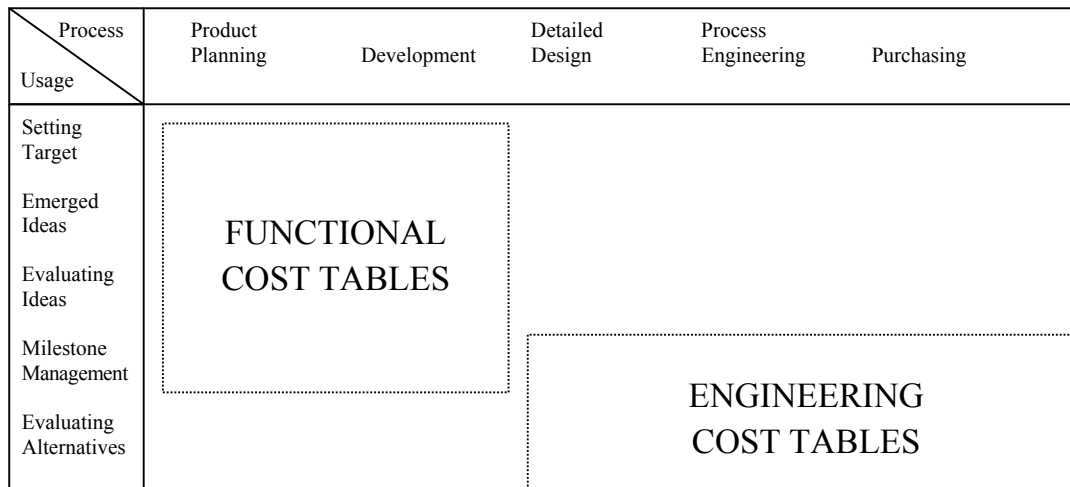 Process
Usage
Product
Planning
Development
Detailed
Design
Process
Engineering
Purchasing
Setting
Target
Emerged
Ideas
Evaluating
Ideas
Milestone
Management
Evaluating
Alternatives
FUNCTIONAL
COST TABLES
ENGINEERING
COST TABLES